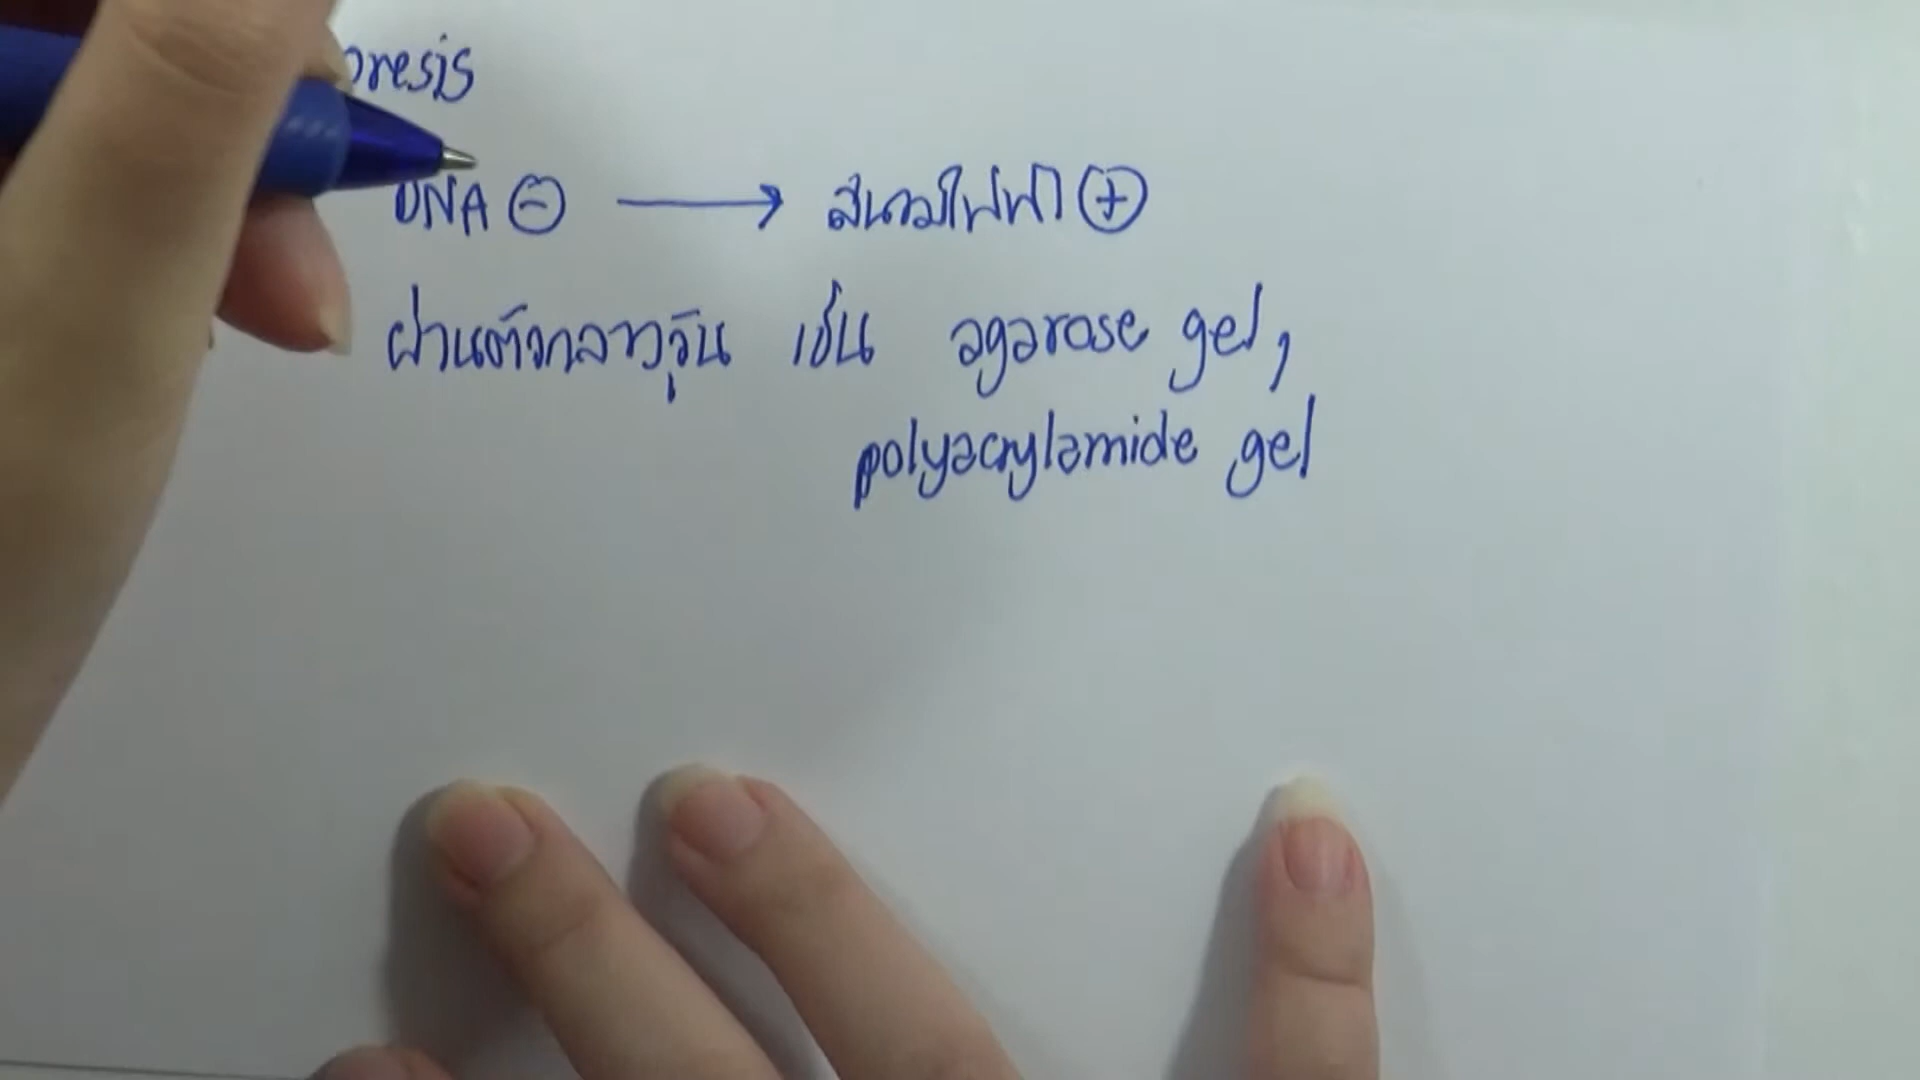 oresis
DNA ⊖ → สนามไฟฟ้า ⊕
ผ่านตัวกลางวุ้น เช่น agarose gel,
polyacrylamide gel